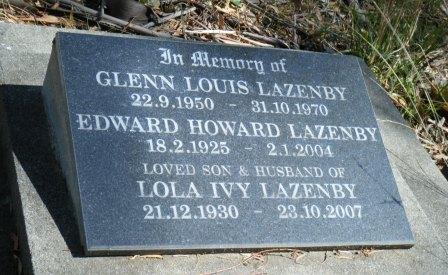 In Memory of
GLENN LOUIS LAZENBY
22.9.1950 - 31.10.1970
EDWARD HOWARD LAZENBY
18.2.1925 - 2.1.2004
LOVED SON & HUSBAND OF
LOLA IVY LAZENBY
21.12.1930 - 23.10.2007